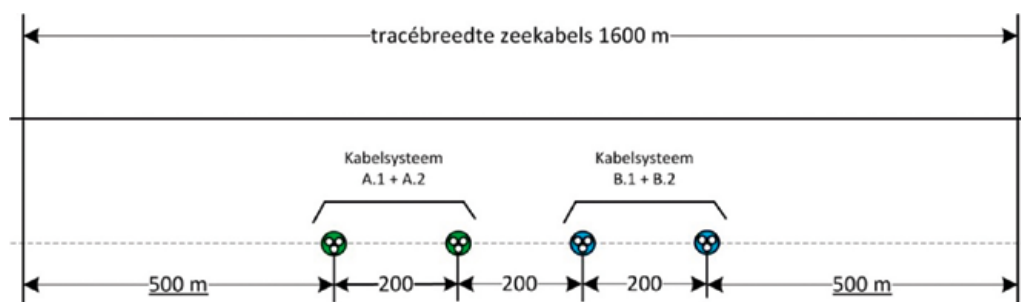 tracébreedte zeekabels 1600 m
Kabelsysteem
A.1 + A.2
Kabelsysteem
B.1 + B.2
500 m
200
200
200
500 m